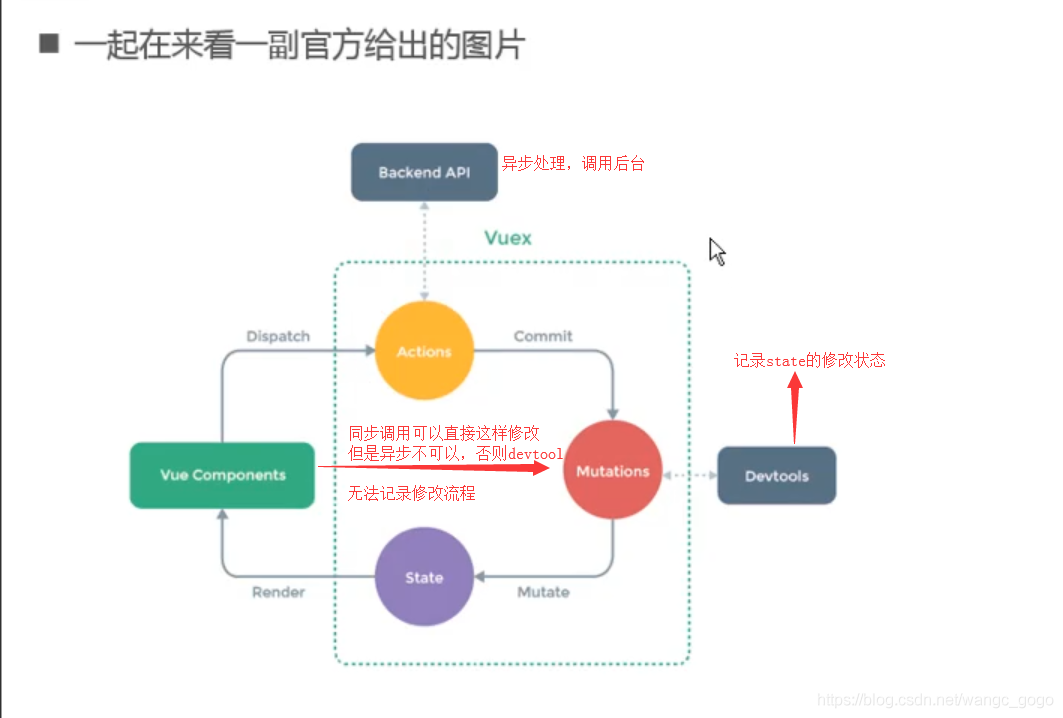 ■ 一起在来看一副官方给出的图片
Backend API
异步处理，调用后台
Vuex
Dispatch
Actions
Commit
记录state的修改状态
同步调用可以直接这样修改
但是异步不可以，否则devtool
无法记录修改流程
Vue Components
Mutations
Devtools
State
Render
Mutate
https://blog.csdn.net/wangc_gogo